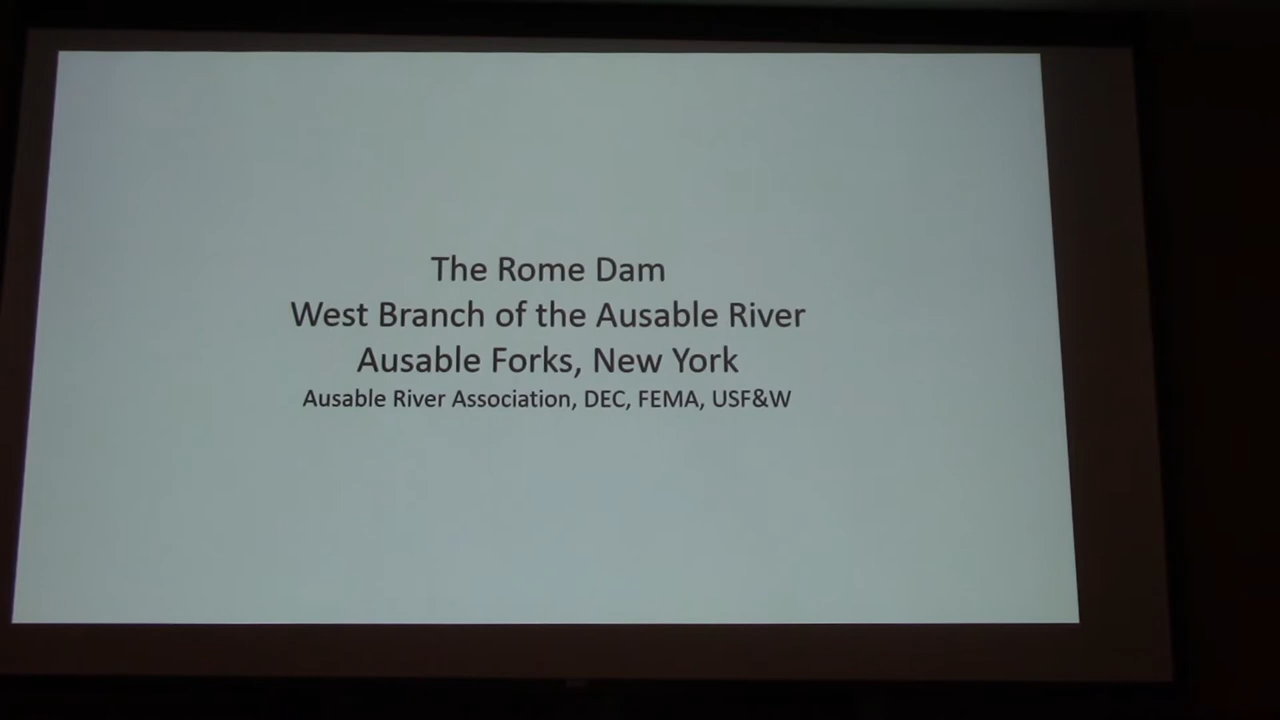 The Rome Dam
West Branch of the Ausable River
Ausable Forks, New York
Ausable River Association, DEC, FEMA, USF&W